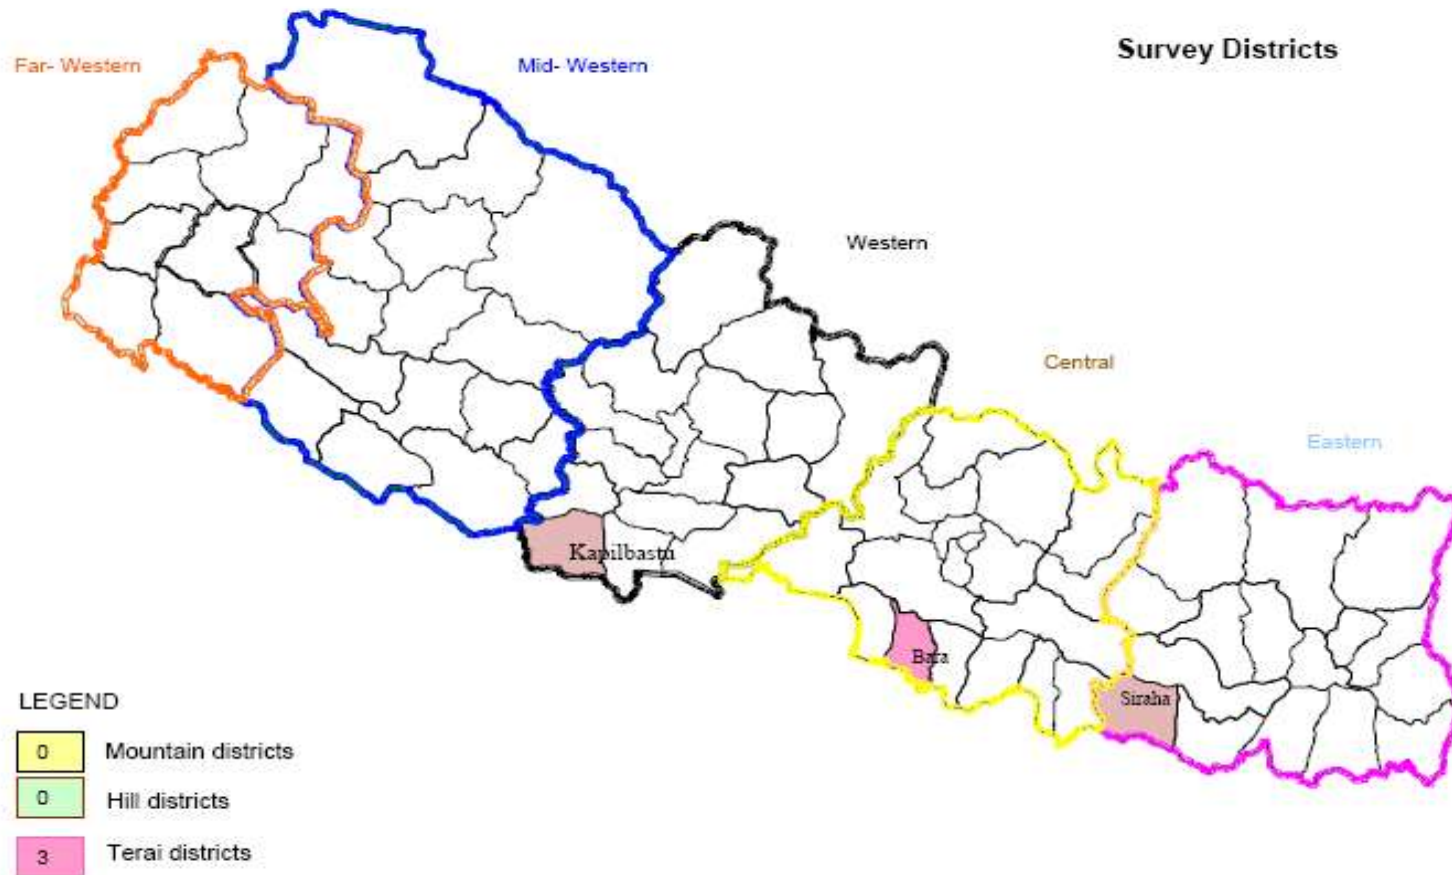 Survey Districts
Far- Western
Mid- Western
Western
Central
Eastern
Kapilbastu
Bara
Siraha
LEGEND
0 Mountain districts
0 Hill districts
3 Terai districts